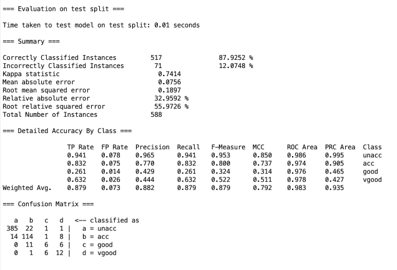 === Evaluation on test split ===
Time taken to test model on test split: 0.01 seconds
=== Summary ===
Correctly Classified Instances 517 87.9252 %
Incorrectly Classified Instances 71 12.0748 %
Kappa statistic 0.7414
Mean absolute error 0.0756
Root mean squared error 0.1897
Relative absolute error 32.9592 %
Root relative squared error 55.9726 %
Total Number of Instances 588
=== Detailed Accuracy By Class ===
TP Rate FP Rate Precision Recall F-Measure MCC ROC Area PRC Area Class
0.941 0.078 0.965 0.941 0.953 0.850 0.986 0.995 unacc
0.832 0.075 0.770 0.832 0.800 0.737 0.974 0.905 acc
0.261 0.014 0.429 0.261 0.324 0.314 0.976 0.465 good
0.632 0.026 0.444 0.632 0.522 0.511 0.978 0.427 vgood
Weighted Avg. 0.879 0.073 0.882 0.879 0.879 0.792 0.983 0.935
=== Confusion Matrix ===
a b c d <-- classified as
385 22 1 1 | a = unacc
14 114 1 8 | b = acc
0 11 6 6 | c = good
0 1 6 12 | d = vgood